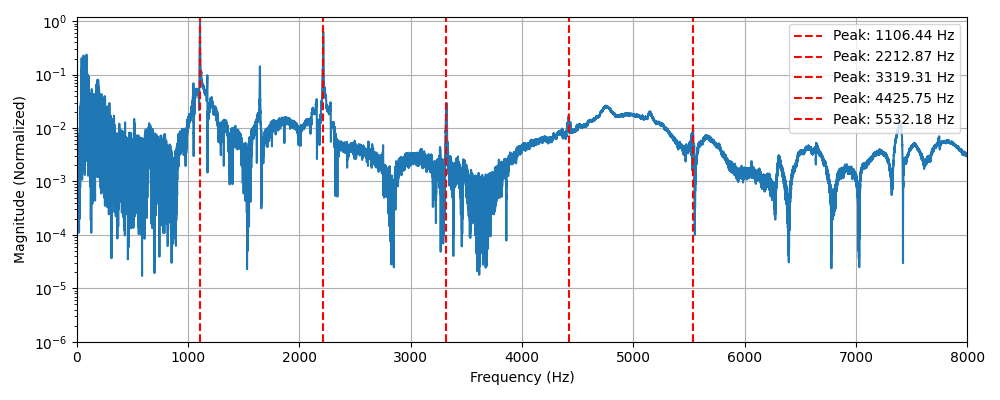 Magnitude (Normalized)
10⁰
10⁻¹
10⁻²
10⁻³
10⁻⁴
10⁻⁵
10⁻⁶
Peak: 1106.44 Hz
Peak: 2212.87 Hz
Peak: 3319.31 Hz
Peak: 4425.75 Hz
Peak: 5532.18 Hz
0 1000 2000 3000 4000 5000 6000 7000 8000
Frequency (Hz)